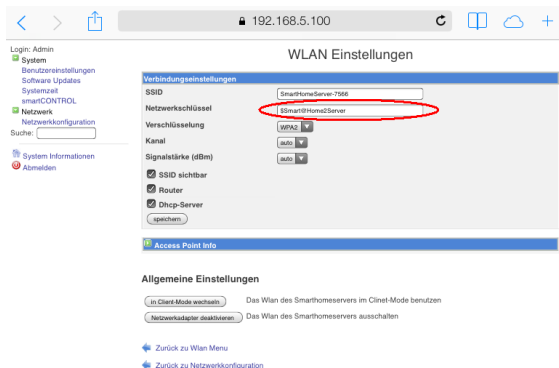 192.168.5.100
Login: Admin
System
Benutzereinstellungen
Software Updates
Systemzeit
smartCONTROL
Netzwerk
Netzwerkkonfiguration
Suche:
System Informationen
Abmelden
WLAN Einstellungen
Verbindungseinstellungen
SSID SmartHomeServer-7566
Netzwerkschlüssel $Smart@Home2Server
Verschlüsselung WPA2
Kanal auto
Signalstärke (dBm) auto
SSID sichtbar
Router
Dhcp-Server
speichern
Access Point Info
Allgemeine Einstellungen
in Client-Mode wechseln Das Wlan des Smarthomeservers im Clinet-Mode benutzen
Netzwerkadapter deaktivieren Das Wlan des Smarthomeservers ausschalten
Zurück zu Wlan Menu
Zurück zu Netzwerkkonfiguration